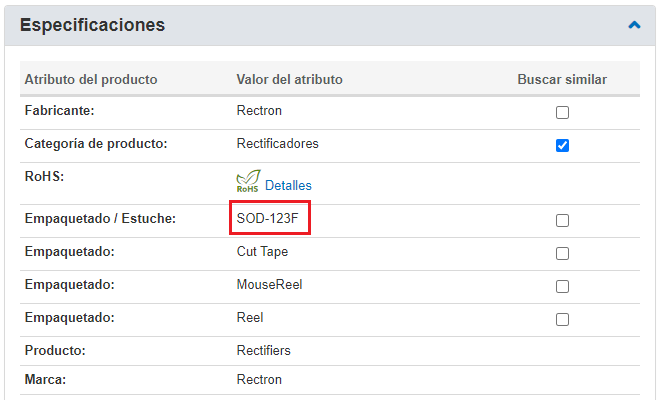 Especificaciones
Atributo del producto Valor del atributo Buscar similar
Fabricante: Rectron
Categoría de producto: Rectificadores
RoHS: RoHS Detalles
Empaquetado / Estuche: SOD-123F
Empaquetado: Cut Tape
Empaquetado: MouseReel
Empaquetado: Reel
Producto: Rectifiers
Marca: Rectron